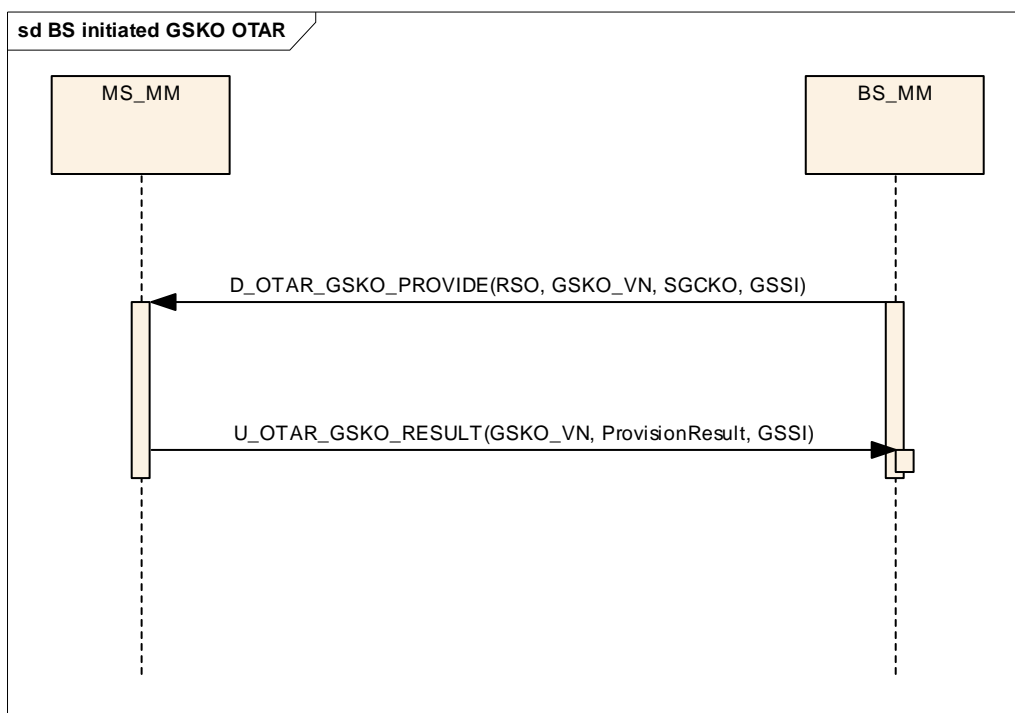 sd BS initiated GSKO OTAR
MS_MM
BS_MM
D_OTAR_GSKO_PROVIDE(RSO, GSKO_VN, SGCKO, GSSI)
U_OTAR_GSKO_RESULT(GSKO_VN, ProvisionResult, GSSI)